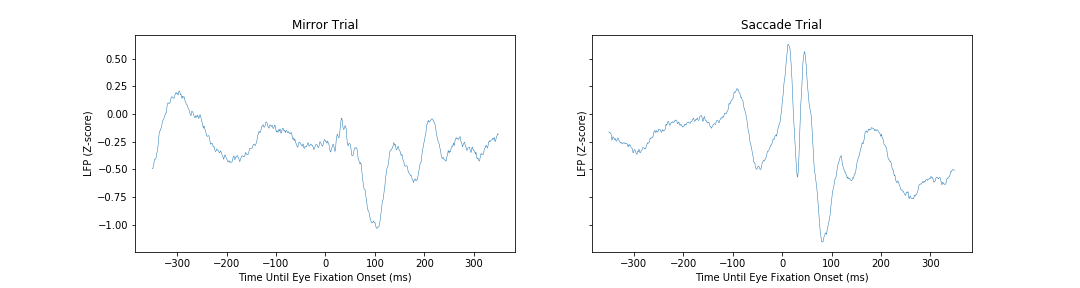 Mirror Trial
Saccade Trial
LFP (Z-score)
0.50
0.25
0.00
−0.25
−0.50
−0.75
−1.00
−300 −200 −100 0 100 200 300
Time Until Eye Fixation Onset (ms)
LFP (Z-score)
−300 −200 −100 0 100 200 300
Time Until Eye Fixation Onset (ms)